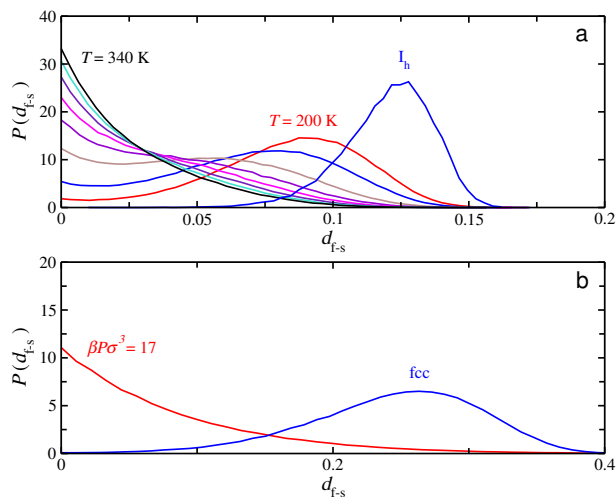 a
40
30
20
10
0
P(d_f-s)
T = 340 K
T = 200 K
I_h
0 0.05 0.1 0.15 0.2
d_f-s
b
20
15
10
5
0
P(d_f-s)
βPσ³ = 17
fcc
0 0.2 0.4
d_f-s